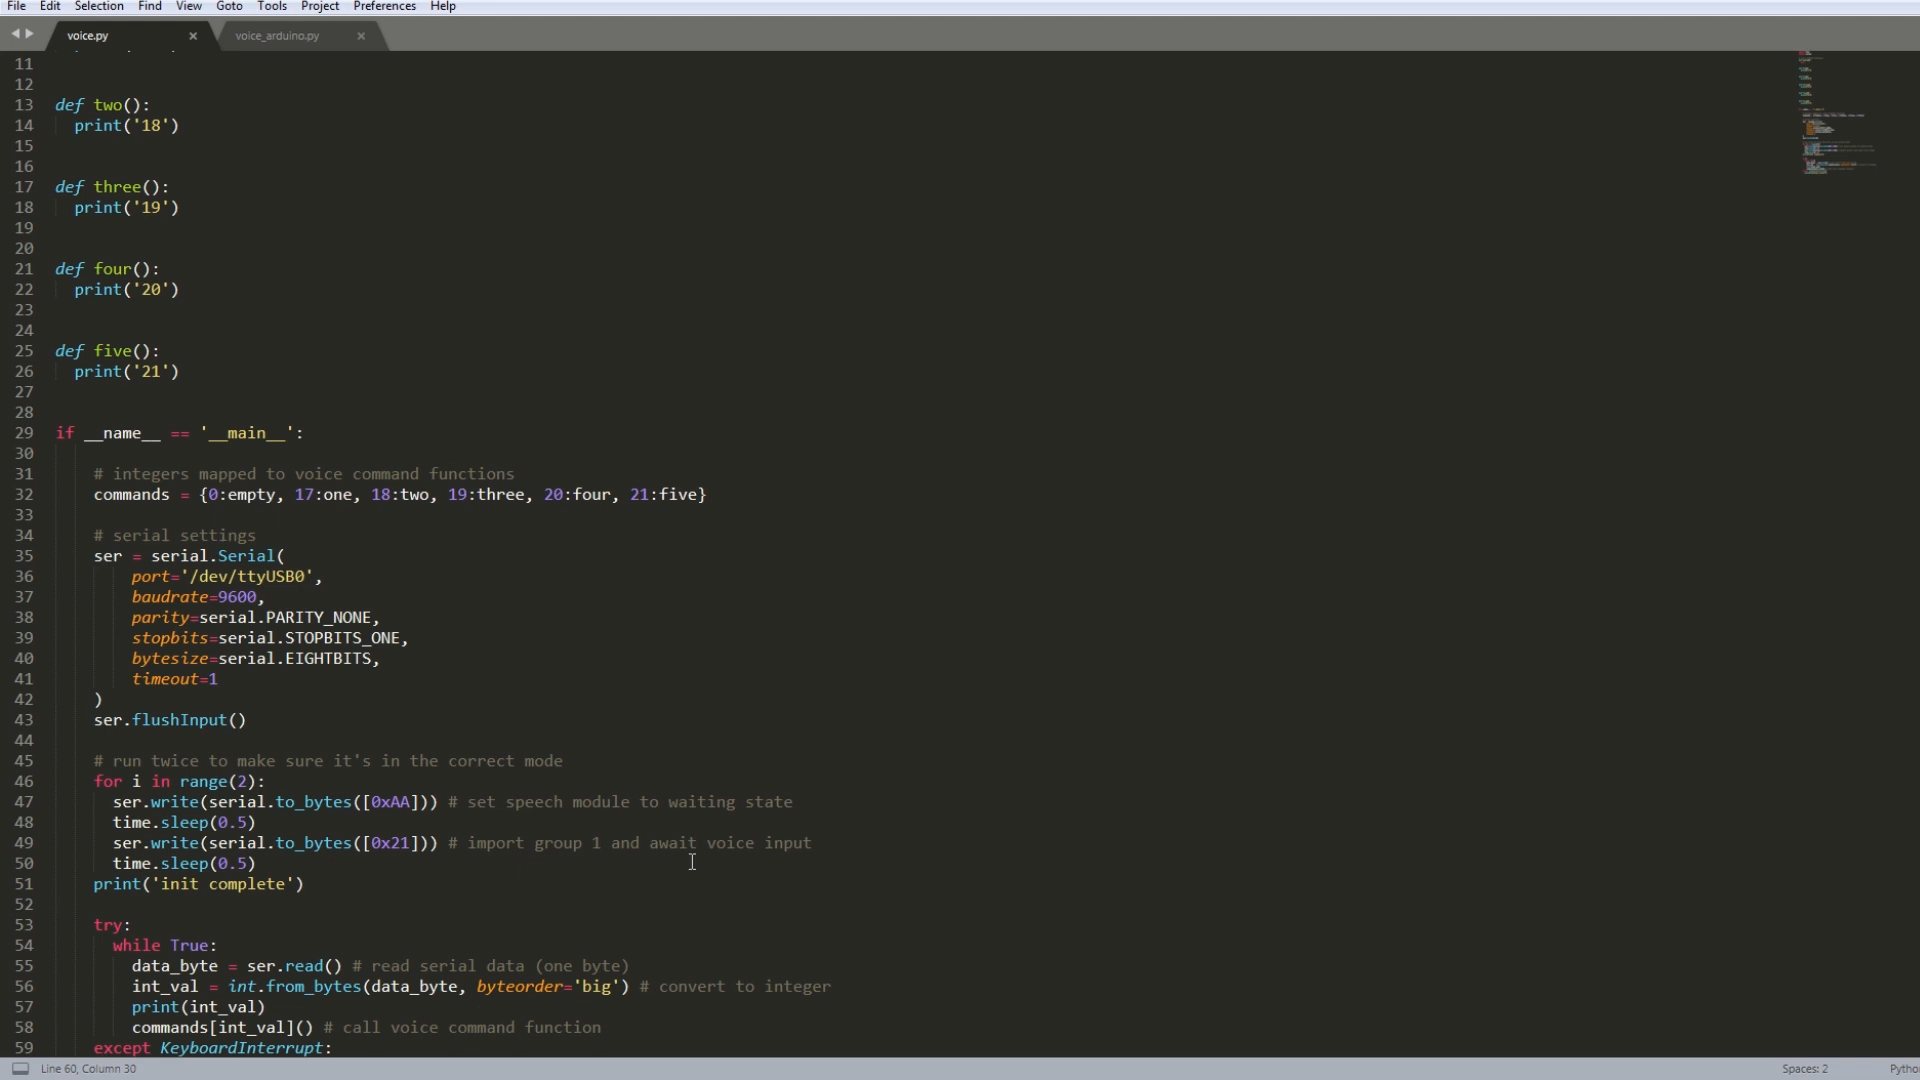 File Edit Selection Find View Goto Tools Project Preferences Help
voice.py × voice_arduino.py ×
11
12
13 def two():
14 print('18')
15
16
17 def three():
18 print('19')
19
20
21 def four():
22 print('20')
23
24
25 def five():
26 print('21')
27
28
29 if __name__ == '__main__':
30
31 # integers mapped to voice command functions
32 commands = {0:empty, 17:one, 18:two, 19:three, 20:four, 21:five}
33
34 # serial settings
35 ser = serial.Serial(
36 port='/dev/ttyUSB0',
37 baudrate=9600,
38 parity=serial.PARITY_NONE,
39 stopbits=serial.STOPBITS_ONE,
40 bytesize=serial.EIGHTBITS,
41 timeout=1
42 )
43 ser.flushInput()
44
45 # run twice to make sure it's in the correct mode
46 for i in range(2):
47 ser.write(serial.to_bytes([0xAA])) # set speech module to waiting state
48 time.sleep(0.5)
49 ser.write(serial.to_bytes([0x21])) # import group 1 and await voice input
50 time.sleep(0.5)
51 print('init complete')
52
53 try:
54 while True:
55 data_byte = ser.read() # read serial data (one byte)
56 int_val = int.from_bytes(data_byte, byteorder='big') # convert to integer
57 print(int_val)
58 commands[int_val]() # call voice command function
59 except KeyboardInterrupt:
Line 60, Column 30 Spaces: 2 Pytho